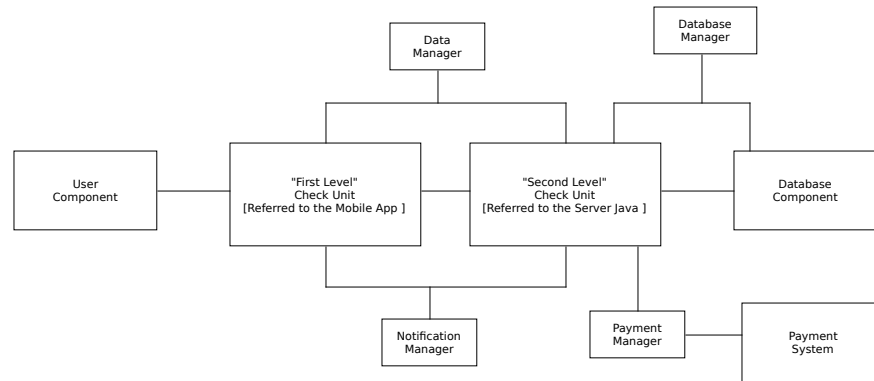 Data
Manager
Database
Manager
User
Component
"First Level"
Check Unit
[Referred to the Mobile App ]
"Second Level"
Check Unit
[Referred to the Server Java ]
Database
Component
Notification
Manager
Payment
Manager
Payment
System